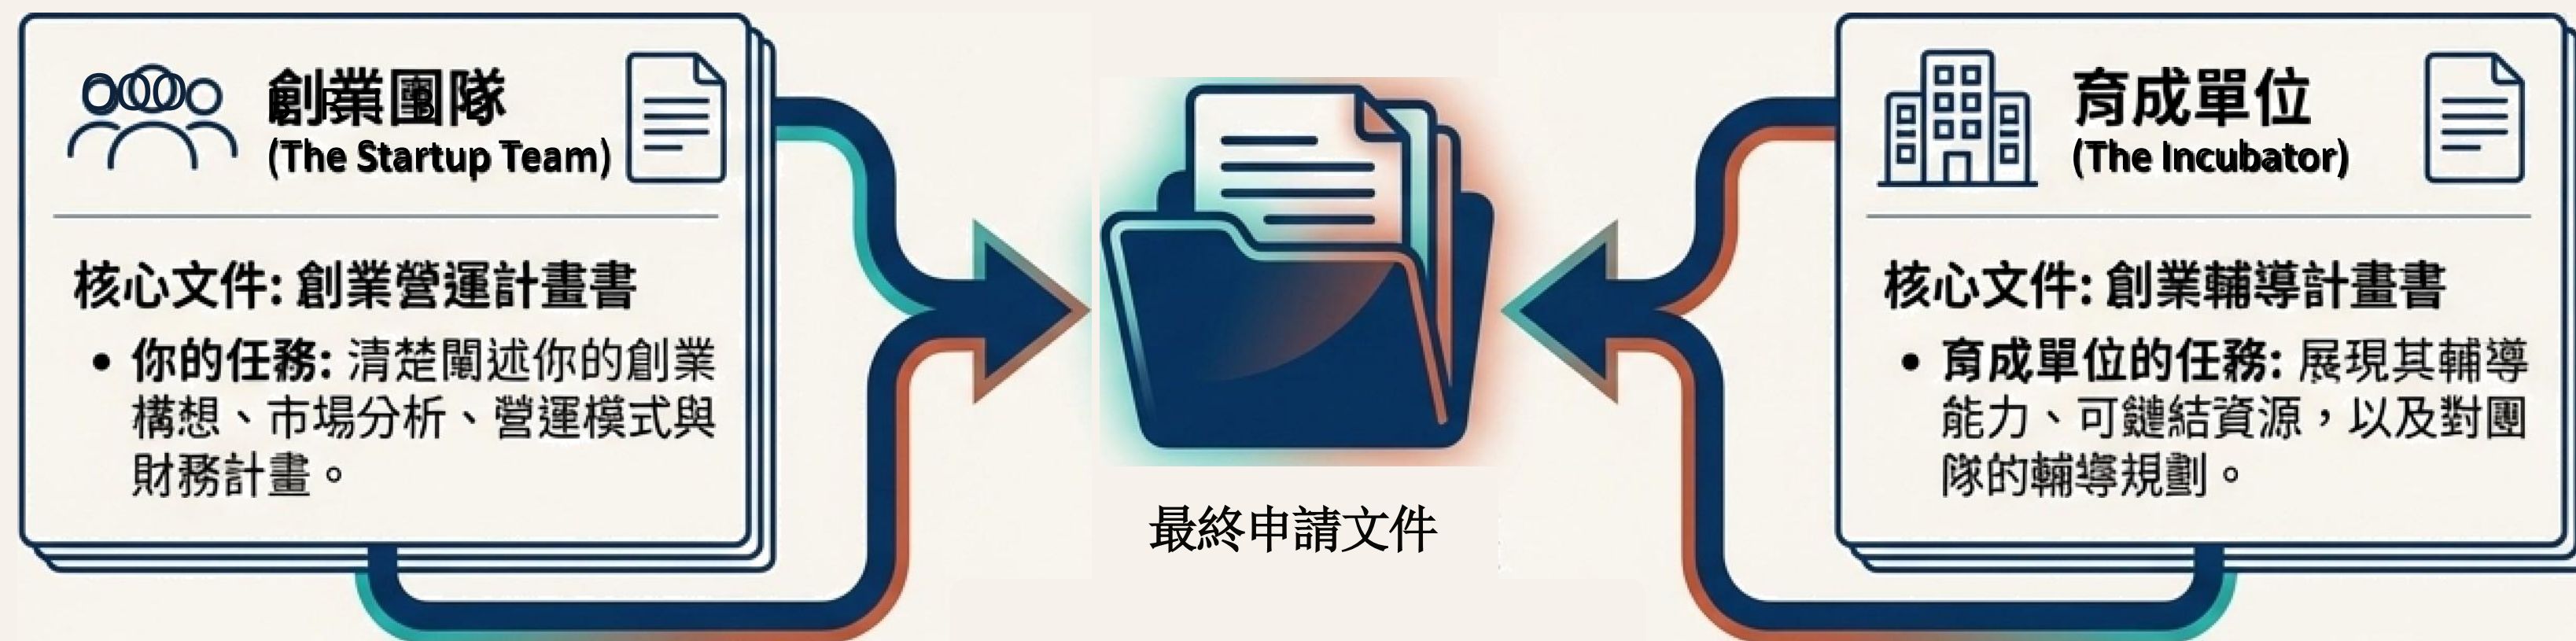 創業團隊
(The Startup Team)
核心文件: 創業營運計畫書
• 你的任務: 清楚闡述你的創業
構想、市場分析、營運模式與
財務計畫。
最終申請文件
育成單位
(The Incubator)
核心文件: 創業輔導計畫書
• 育成單位的任務: 展現其輔導
能力、可鏈結資源，以及對團
隊的輔導規劃。